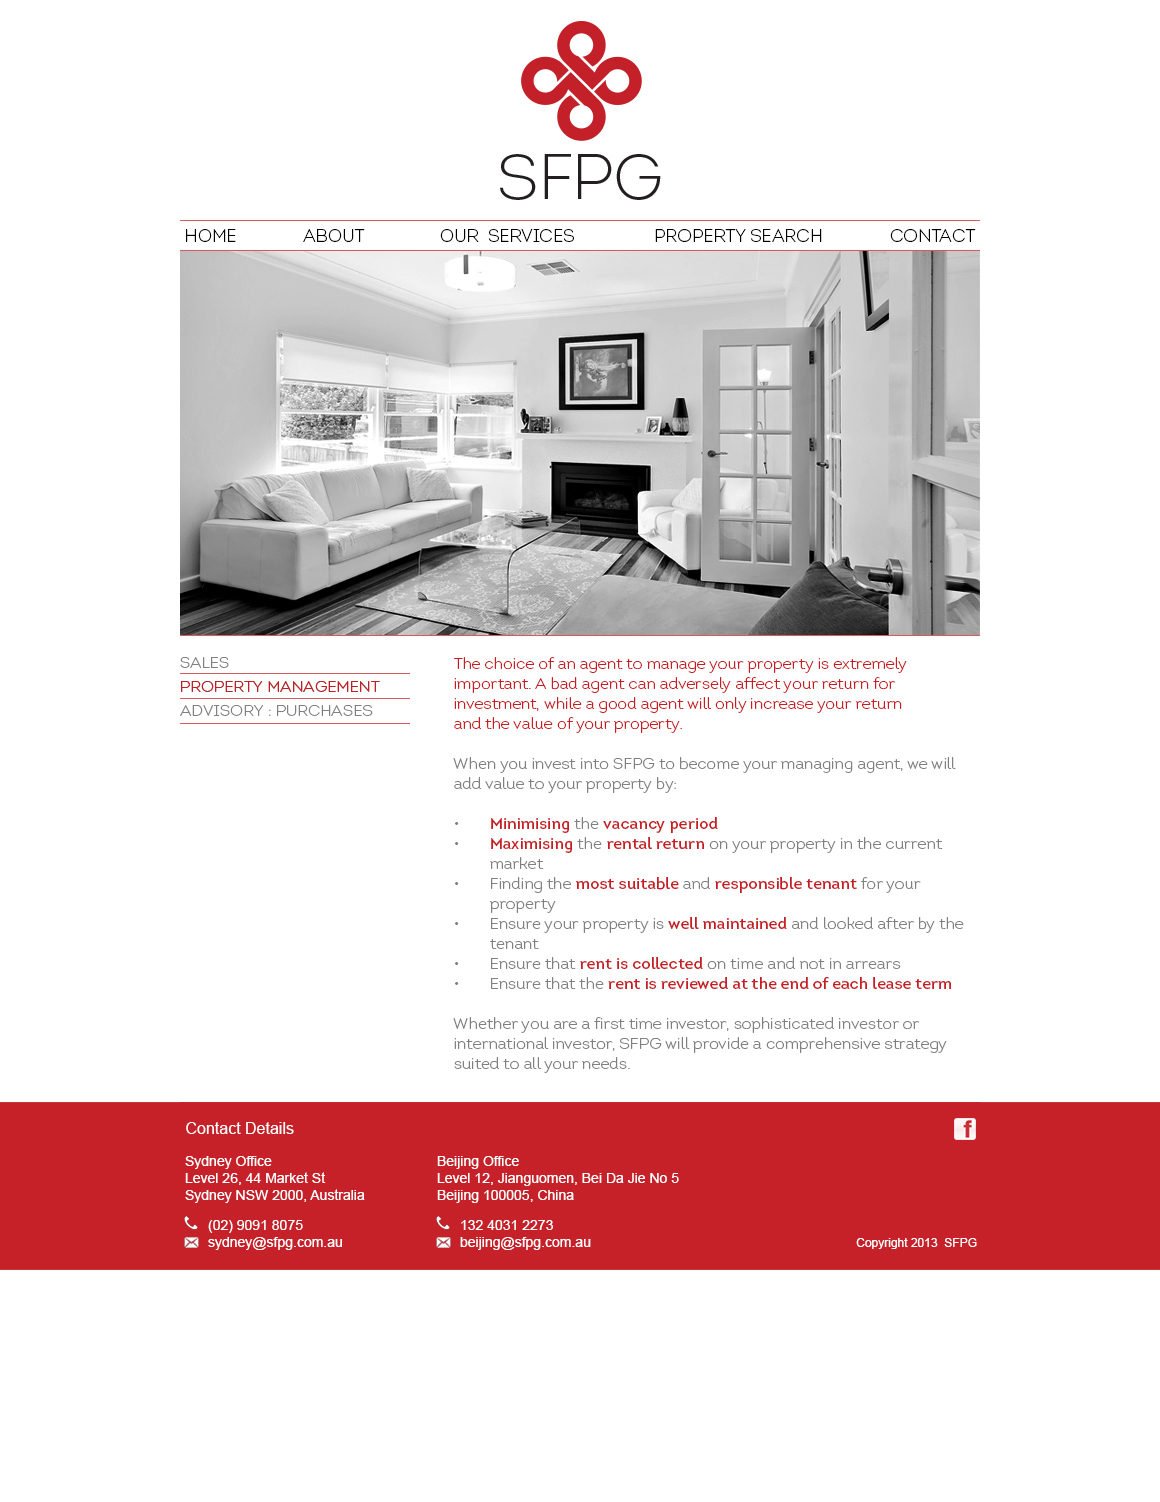 SFPG
HOME ABOUT OUR SERVICES PROPERTY SEARCH CONTACT
SALES
PROPERTY MANAGEMENT
ADVISORY : PURCHASES
The choice of an agent to manage your property is extremely
important. A bad agent can adversely affect your return for
investment, while a good agent will only increase your return
and the value of your property.
When you invest into SFPG to become your managing agent, we will
add value to your property by:
• Minimising the vacancy period
• Maximising the rental return on your property in the current
market
• Finding the most suitable and responsible tenant for your
property
• Ensure your property is well maintained and looked after by the
tenant
• Ensure that rent is collected on time and not in arrears
• Ensure that the rent is reviewed at the end of each lease term
Whether you are a first time investor, sophisticated investor or
international investor, SFPG will provide a comprehensive strategy
suited to all your needs.
Contact Details
Sydney Office
Level 26, 44 Market St
Sydney NSW 2000, Australia
(02) 9091 8075
sydney@sfpg.com.au
Beijing Office
Level 12, Jianguomen, Bei Da Jie No 5
Beijing 100005, China
132 4031 2273
beijing@sfpg.com.au
Copyright 2013 SFPG